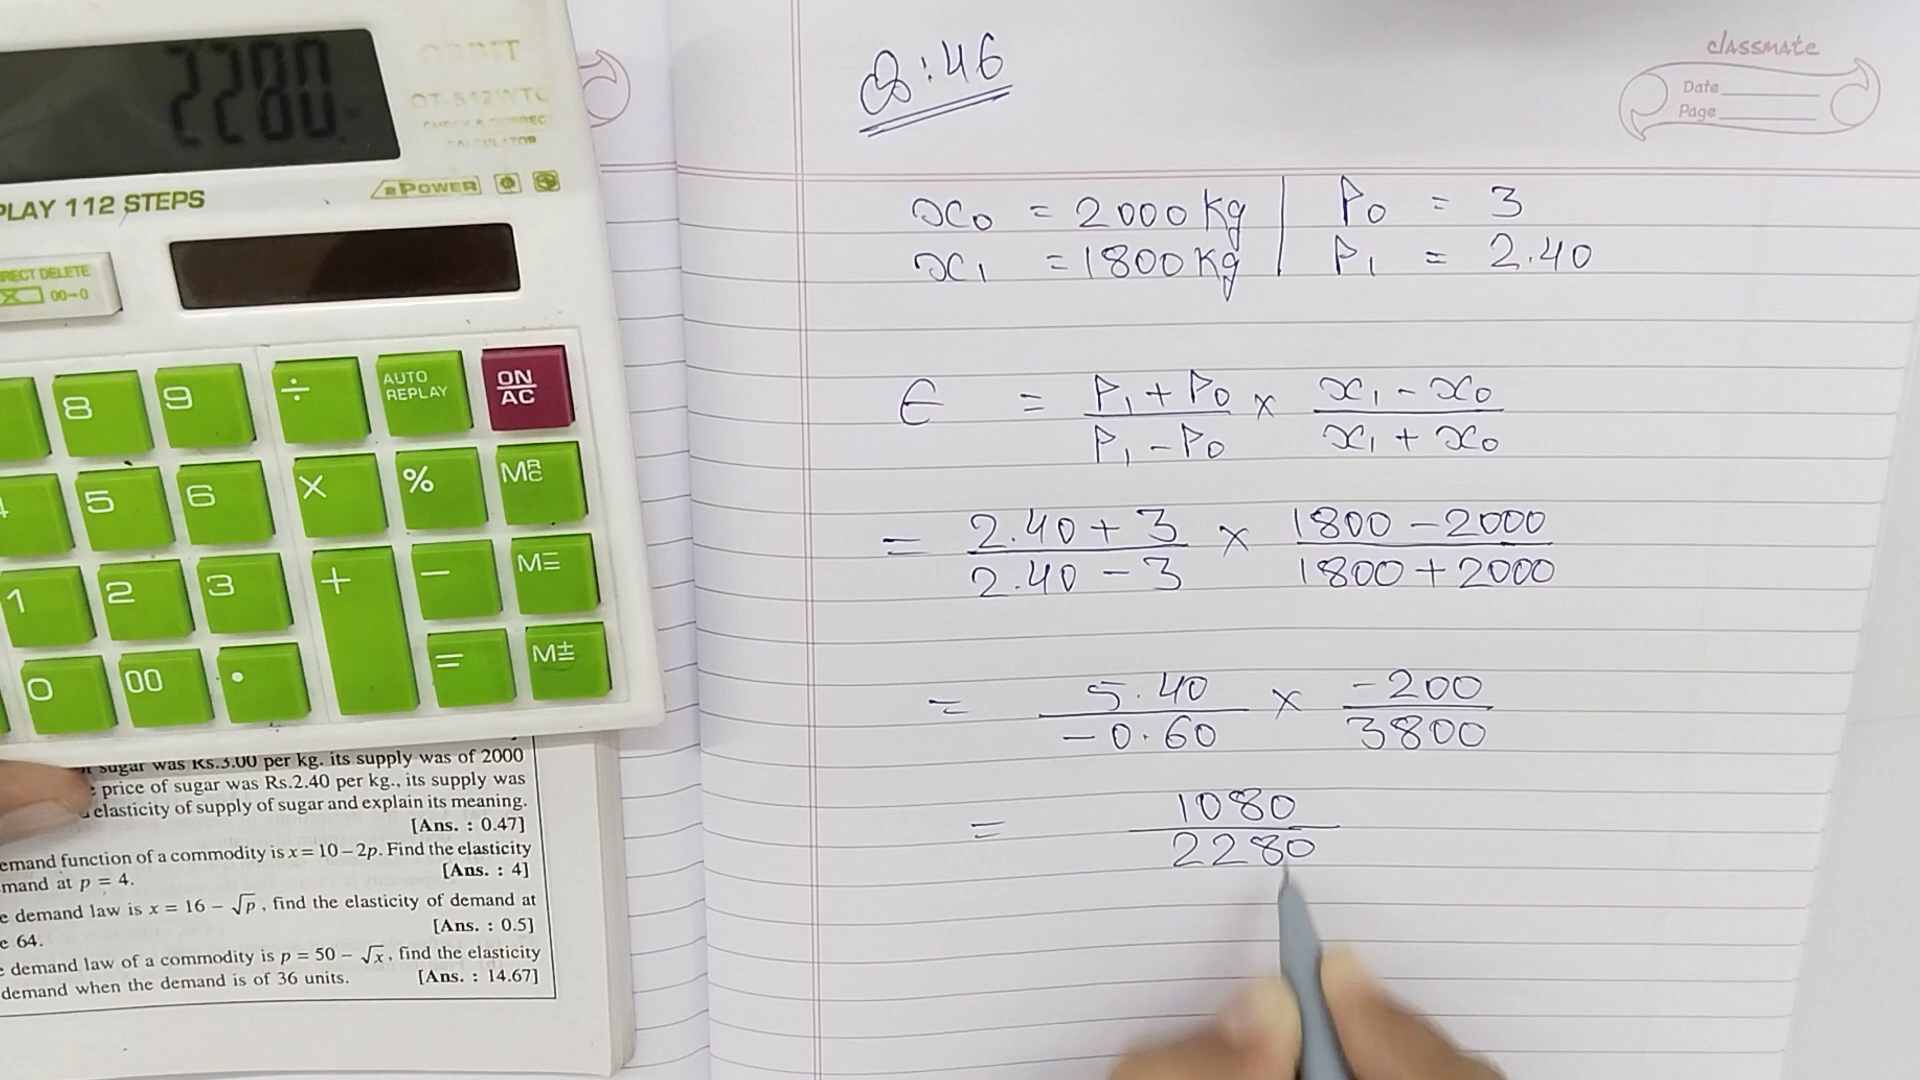 2280.
ORBIT
OT-512WTC
CHECK & CORRECT
CALCULATOR
PLAY 112 STEPS
POWER
RECT DELETE
X 00→0
8 9 ÷ AUTO REPLAY ON/AC
5 6 X % MRC
1 2 3 + - M=
0 00 . = M±
sugar was Rs.3.00 per kg. its supply was of 2000
price of sugar was Rs.2.40 per kg., its supply was
elasticity of supply of sugar and explain its meaning.
[Ans. : 0.47]
emand function of a commodity is x = 10 – 2p. Find the elasticity
mand at p = 4.
[Ans. : 4]
e demand law is x = 16 – √p, find the elasticity of demand at
e 64.
[Ans. : 0.5]
e demand law of a commodity is p = 50 – √x, find the elasticity
demand when the demand is of 36 units.
[Ans. : 14.67]
classmate
Date
Page
Q:46
x0 = 2000 Kg | P0 = 3
x1 = 1800 Kg | P1 = 2.40
E = P1 + P0 / P1 - P0 × x1 - x0 / x1 + x0
= 2.40 + 3 / 2.40 - 3 × 1800 - 2000 / 1800 + 2000
= 5.40 / -0.60 × -200 / 3800
= 1080 / 2280